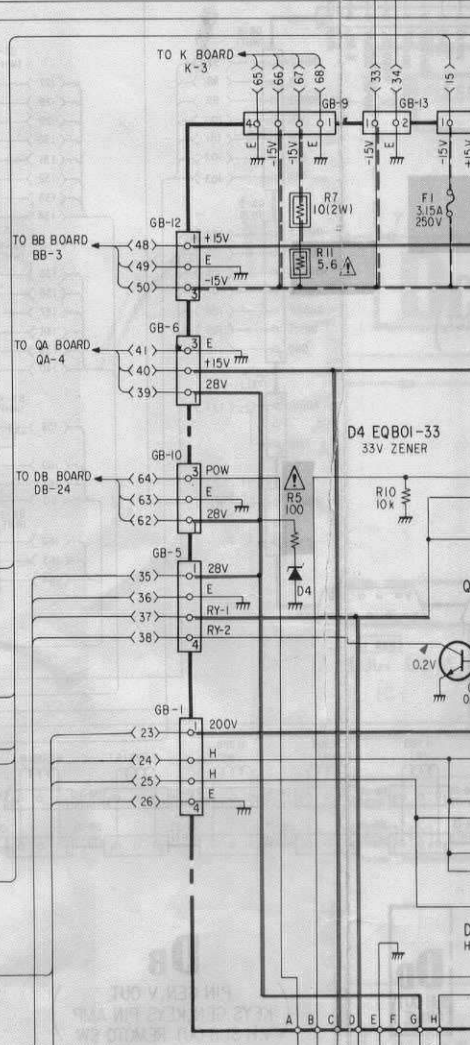 TO K BOARD
K-3
65 66 67 68 33 34 15
GB-9 GB-13
4 1 1 2 1
E -15V -15V E -15V E -15V +15V
R7
10(2W)
F1
3.15A
250V
GB-12
TO BB BOARD
BB-3
48 +15V
49 E
50 3 -15V
R11
5.6
GB-6
TO QA BOARD
QA-4
41 3 E
40 +15V
39 1 28V
D4 EQB01-33
33V ZENER
GB-10
TO DB BOARD
DB-24
64 3 POW
63 E
62 1 28V
R5
100
R10
10k
D4
GB-5
35 1 28V
36 E
37 RY-1
38 4 RY-2
0.2V
GB-1
23 1 200V
24 H
25 H
26 4 E
A B C D E F G H